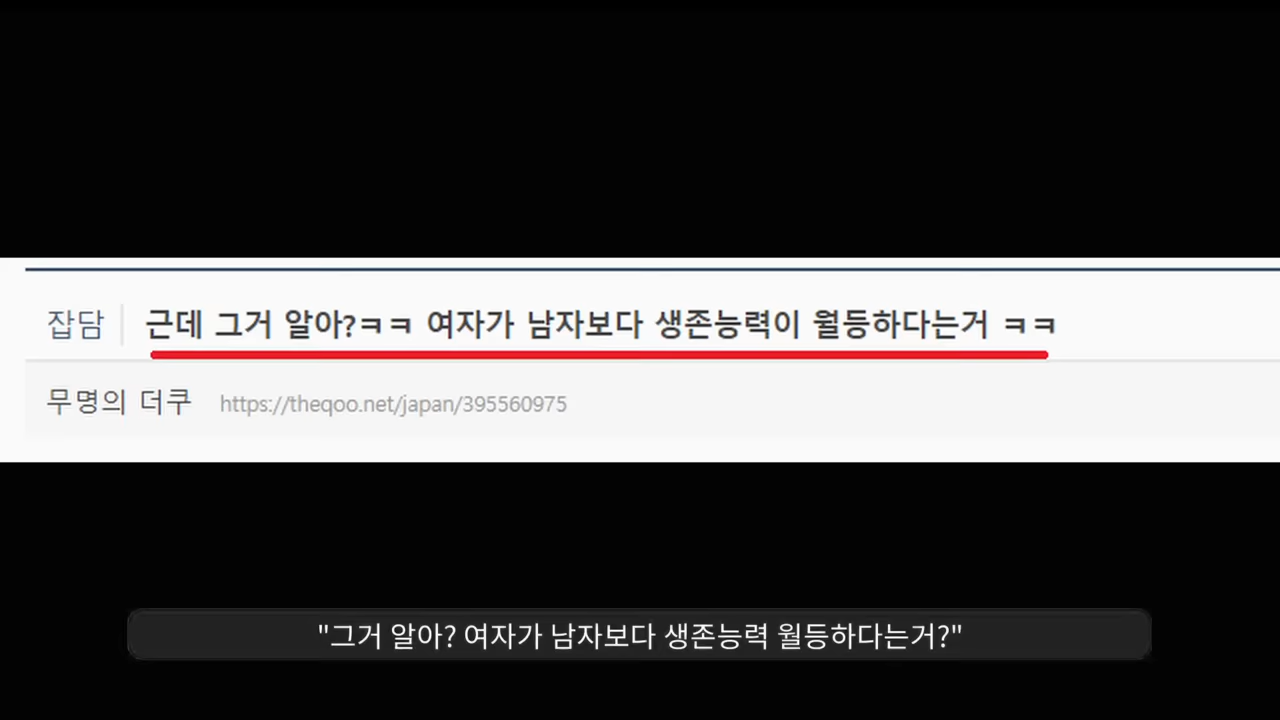 잡담
근데 그거 알아?ㅋㅋ 여자가 남자보다 생존능력이 월등하다는거 ㅋㅋ
무명의 더쿠
https://theqoo.net/japan/395560975
"그거 알아? 여자가 남자보다 생존능력 월등하다는거?"